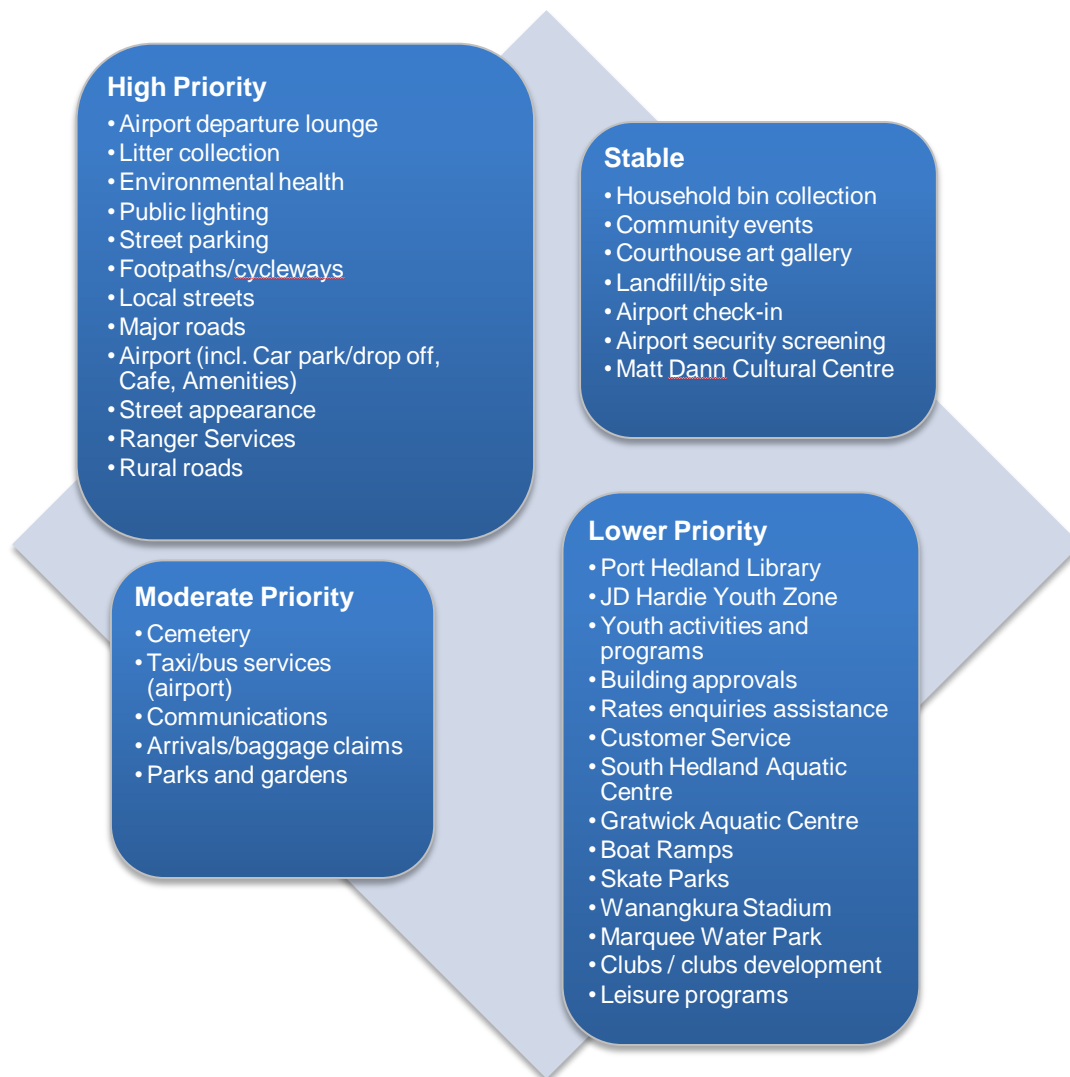 High Priority
• Airport departure lounge
• Litter collection
• Environmental health
• Public lighting
• Street parking
• Footpaths/cycleways
• Local streets
• Major roads
• Airport (incl. Car park/drop off,
Cafe, Amenities)
• Street appearance
• Ranger Services
• Rural roads
Stable
• Household bin collection
• Community events
• Courthouse art gallery
• Landfill/tip site
• Airport check-in
• Airport security screening
• Matt Dann Cultural Centre
Moderate Priority
• Cemetery
• Taxi/bus services
(airport)
• Communications
• Arrivals/baggage claims
• Parks and gardens
Lower Priority
• Port Hedland Library
• JD Hardie Youth Zone
• Youth activities and
programs
• Building approvals
• Rates enquiries assistance
• Customer Service
• South Hedland Aquatic
Centre
• Gratwick Aquatic Centre
• Boat Ramps
• Skate Parks
• Wanangkura Stadium
• Marquee Water Park
• Clubs / clubs development
• Leisure programs